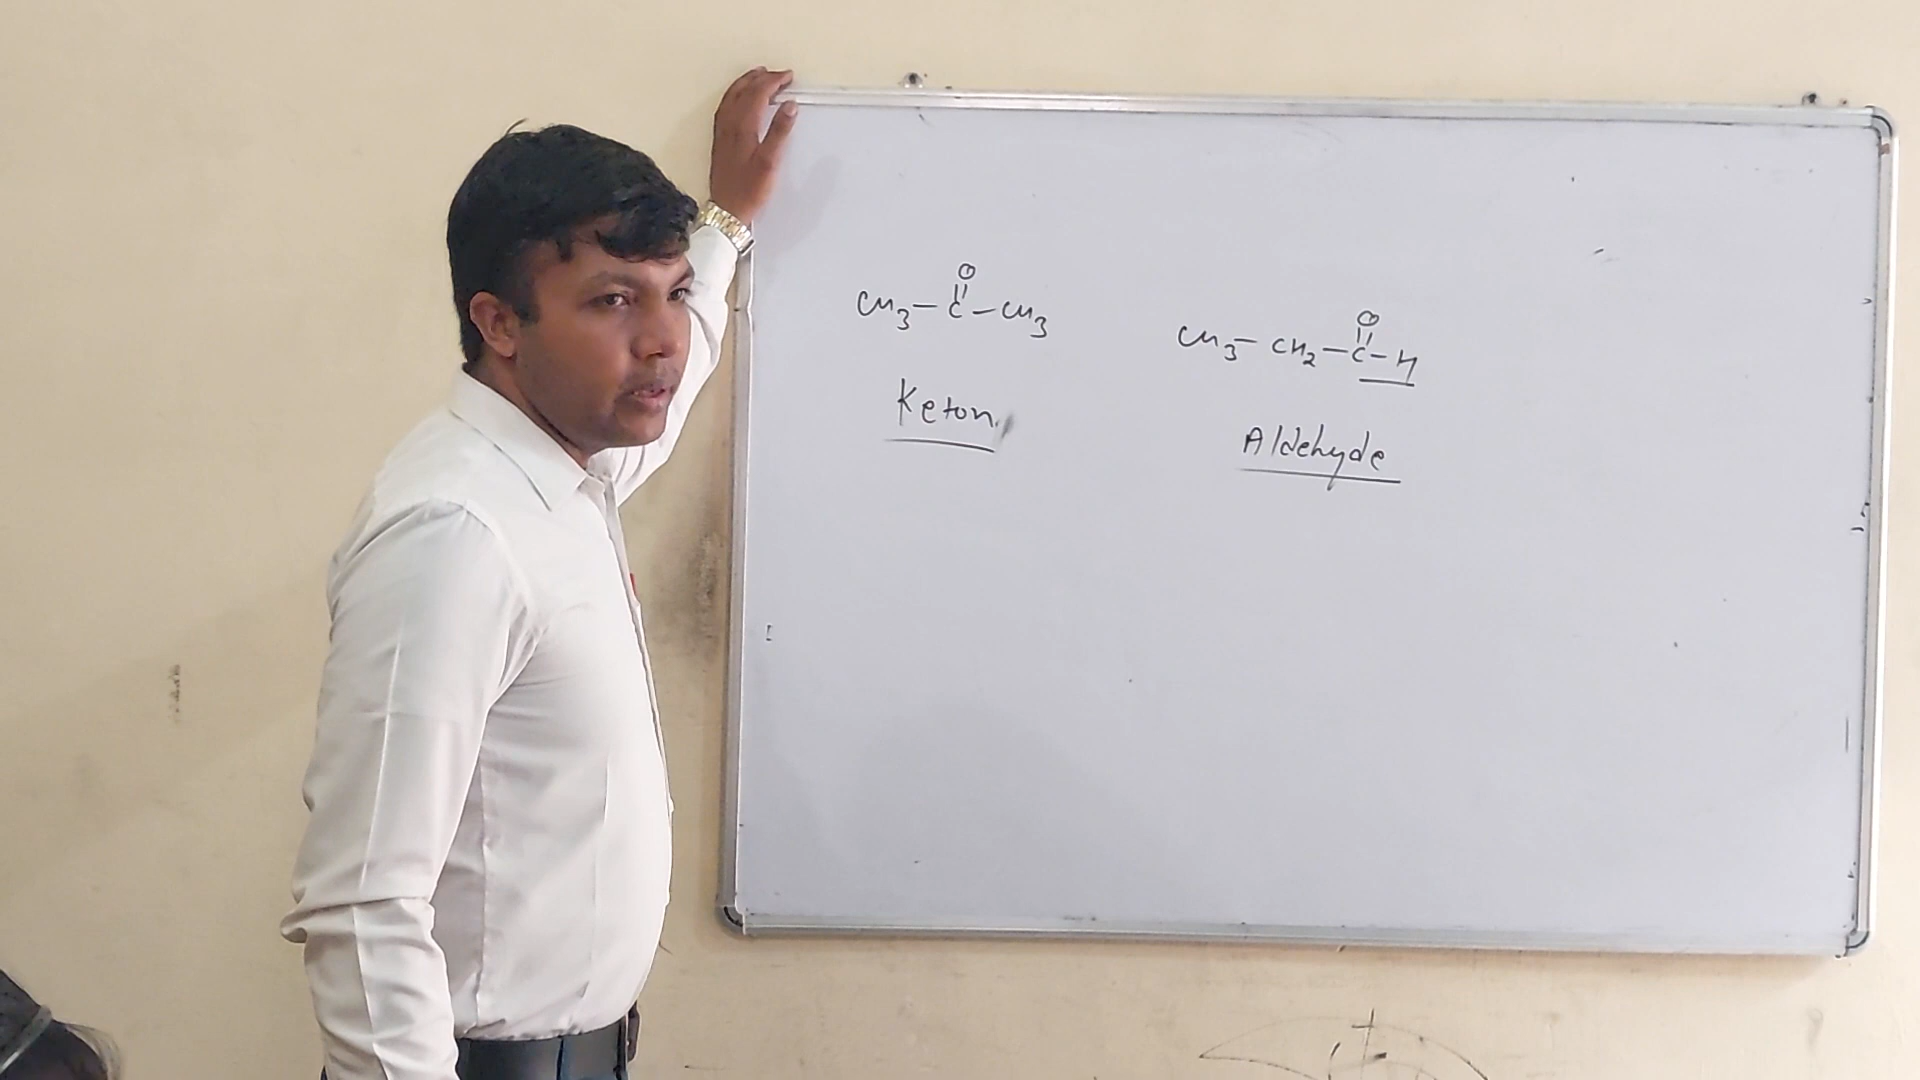 O
CH3 — C — CH3
Keton
O
CH3 — CH2 — C — H
Aldehyde